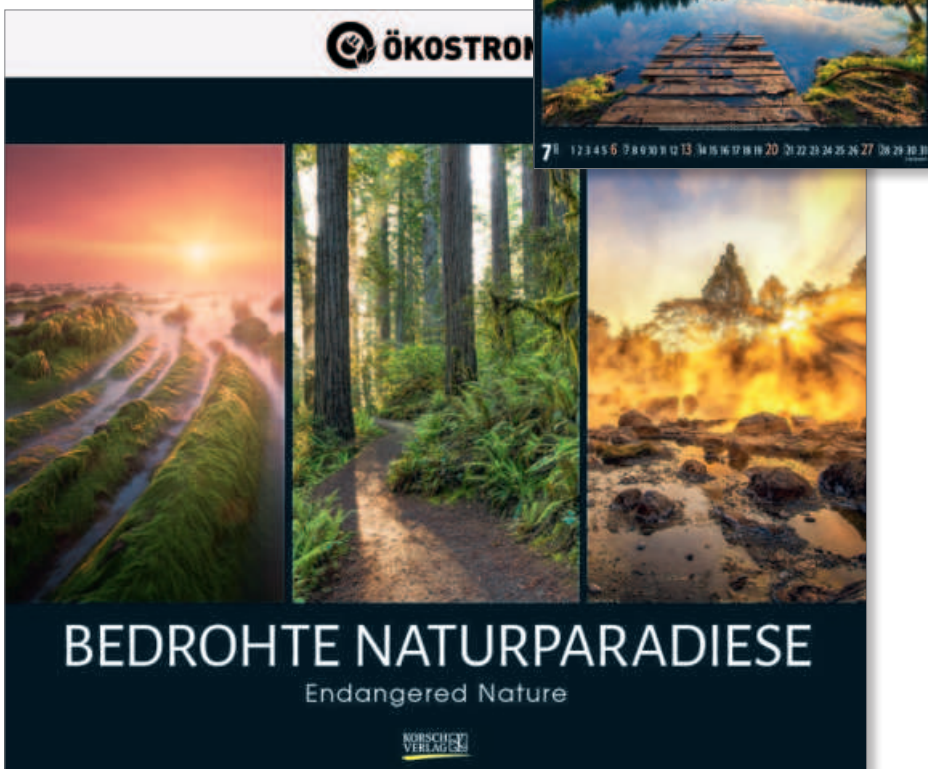 ÖKOSTRO
7 1 2 3 4 5 6 7 8 9 10 11 12 13 14 15 16 17 18 19 20 21 22 23 24 25 26 27 28 29 30 31
BEDROHTE NATURPARADIESE
Endangered Nature
KORSCH
VERLAG